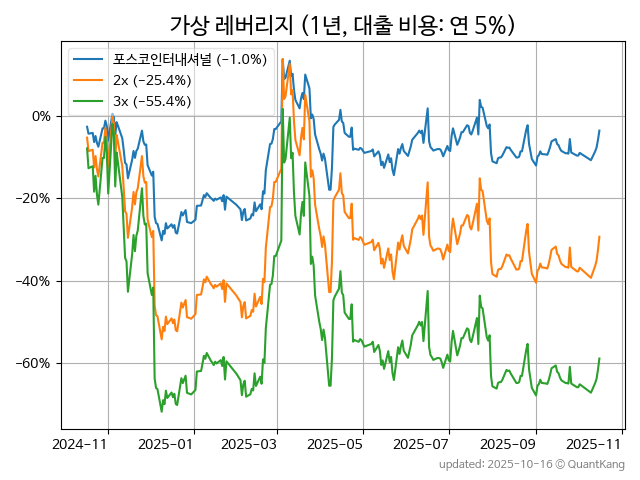 가상 레버리지 (1년, 대출 비용: 연 5%)
포스코인터내셔널 (−1.0%)
2x (−25.4%)
3x (−55.4%)
0%
−20%
−40%
−60%
2024-11 2025-01 2025-03 2025-05 2025-07 2025-09 2025-11
updated: 2025-10-16 © QuantKang